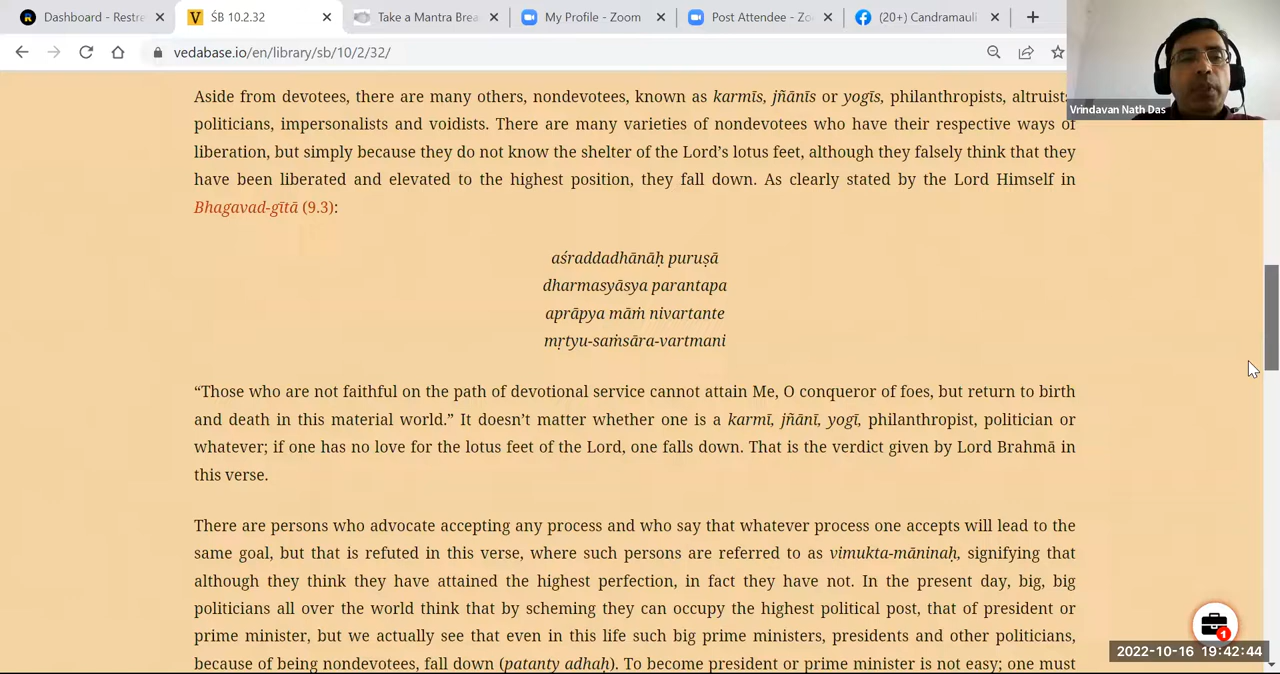 Dashboard - Restre
ŚB 10.2.32
Take a Mantra Brea
My Profile - Zoom
Post Attendee - Zo
(20+) Candramauli
vedabase.io/en/library/sb/10/2/32/
Vrindavan Nath Das
Aside from devotees, there are many others, nondevotees, known as karmīs, jñānīs or yogīs, philanthropists, altruists,
politicians, impersonalists and voidists. There are many varieties of nondevotees who have their respective ways of
liberation, but simply because they do not know the shelter of the Lord’s lotus feet, although they falsely think that they
have been liberated and elevated to the highest position, they fall down. As clearly stated by the Lord Himself in
Bhagavad-gītā (9.3):
aśraddadhānāḥ puruṣā
dharmasyāsya parantapa
aprāpya māṁ nivartante
mṛtyu-saṁsāra-vartmani
“Those who are not faithful on the path of devotional service cannot attain Me, O conqueror of foes, but return to birth
and death in this material world.” It doesn’t matter whether one is a karmī, jñānī, yogī, philanthropist, politician or
whatever; if one has no love for the lotus feet of the Lord, one falls down. That is the verdict given by Lord Brahmā in
this verse.
There are persons who advocate accepting any process and who say that whatever process one accepts will lead to the
same goal, but that is refuted in this verse, where such persons are referred to as vimukta-māninaḥ, signifying that
although they think they have attained the highest perfection, in fact they have not. In the present day, big, big
politicians all over the world think that by scheming they can occupy the highest political post, that of president or
prime minister, but we actually see that even in this life such big prime ministers, presidents and other politicians,
because of being nondevotees, fall down (patanty adhaḥ). To become president or prime minister is not easy; one must
1
2022-10-16 19:42:44